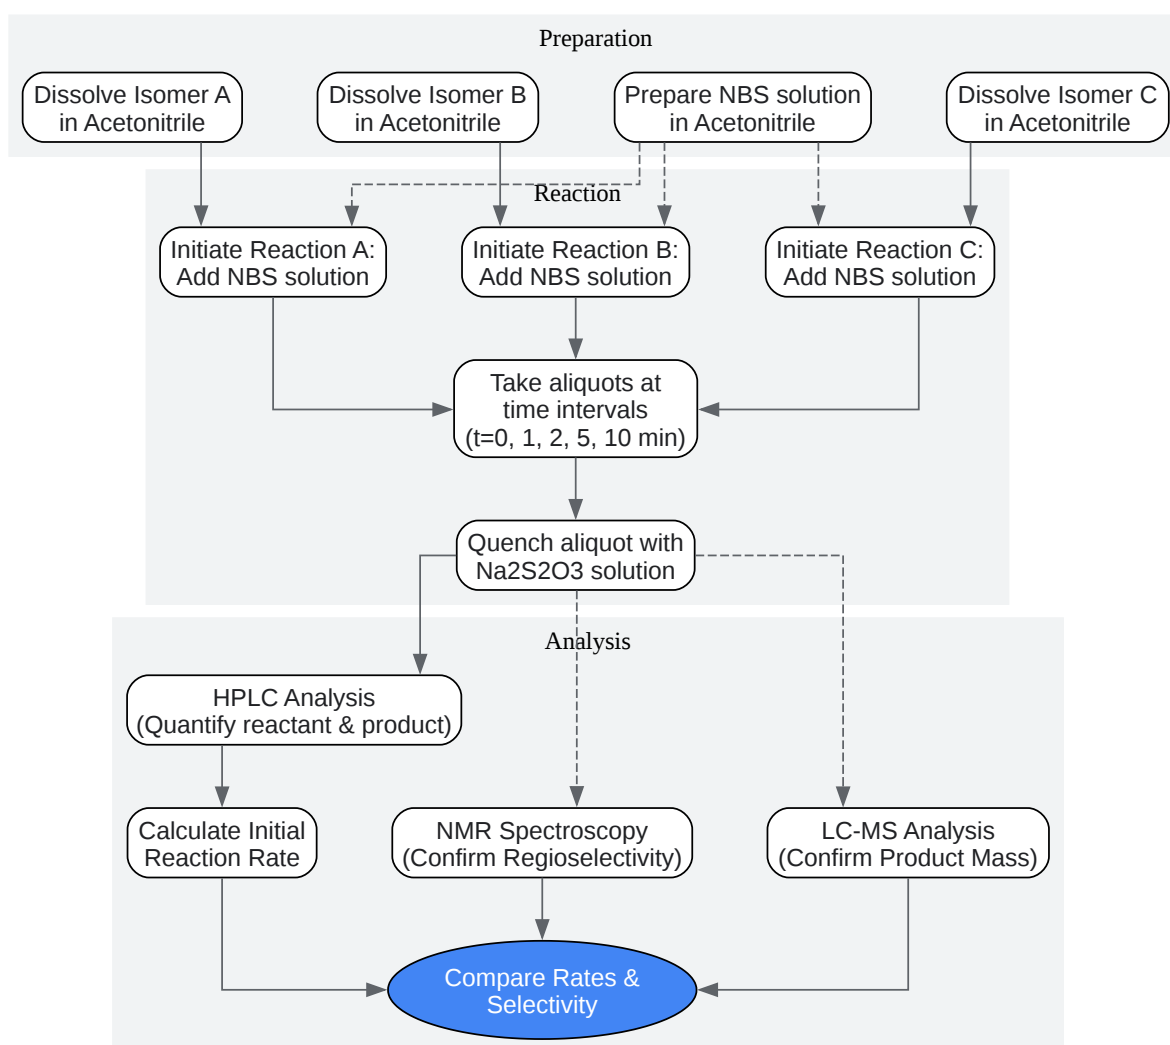 Preparation
Dissolve Isomer A
in Acetonitrile
Dissolve Isomer B
in Acetonitrile
Prepare NBS solution
in Acetonitrile
Dissolve Isomer C
in Acetonitrile
Reaction
Initiate Reaction A:
Add NBS solution
Initiate Reaction B:
Add NBS solution
Initiate Reaction C:
Add NBS solution
Take aliquots at
time intervals
(t=0, 1, 2, 5, 10 min)
Quench aliquot with
Na2S2O3 solution
Analysis
HPLC Analysis
(Quantify reactant & product)
Calculate Initial
Reaction Rate
NMR Spectroscopy
(Confirm Regioselectivity)
LC-MS Analysis
(Confirm Product Mass)
Compare Rates &
Selectivity